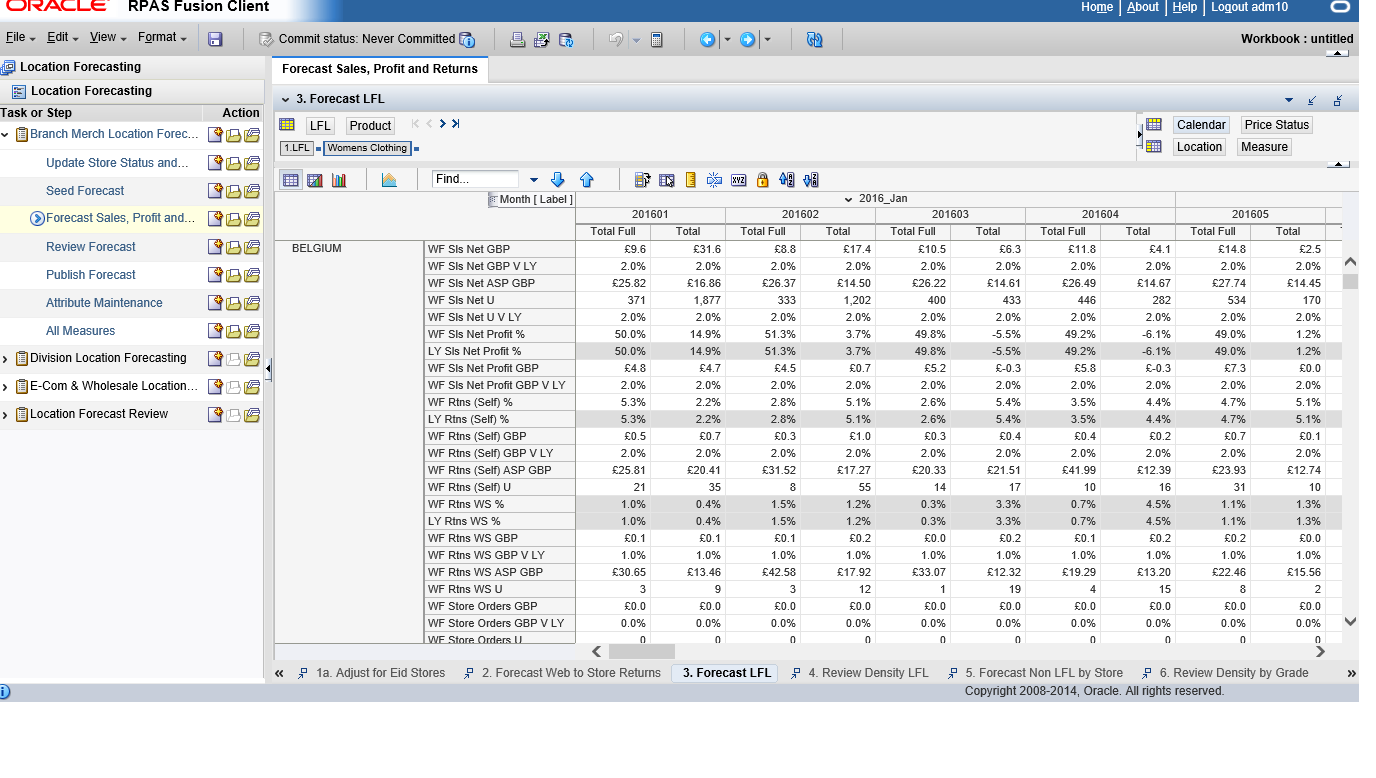 ORACLE® RPAS Fusion Client Home About Help Logout adm10
File Edit View Format Commit status: Never Committed Workbook : untitled
Location Forecasting
Location Forecasting
Task or Step Action
Branch Merch Location Forec...
Update Store Status and...
Seed Forecast
Forecast Sales, Profit and...
Review Forecast
Publish Forecast
Attribute Maintenance
All Measures
Division Location Forecasting
E-Com & Wholesale Location...
Location Forecast Review
Forecast Sales, Profit and Returns
3. Forecast LFL
LFL Product Calendar Price Status
1.LFL Womens Clothing Location Measure
Find... XYZ
Month [ Label ] 2016_Jan
201601 201602 201603 201604 201605
Total Full Total Total Full Total Total Full Total Total Full Total Total Full Total
BELGIUM WF Sls Net GBP £9.6 £31.6 £8.8 £17.4 £10.5 £6.3 £11.8 £4.1 £14.8 £2.5
WF Sls Net GBP V LY 2.0% 2.0% 2.0% 2.0% 2.0% 2.0% 2.0% 2.0% 2.0% 2.0%
WF Sls Net ASP GBP £25.82 £16.86 £26.37 £14.50 £26.22 £14.61 £26.49 £14.67 £27.74 £14.45
WF Sls Net U 371 1,877 333 1,202 400 433 446 282 534 170
WF Sls Net U V LY 2.0% 2.0% 2.0% 2.0% 2.0% 2.0% 2.0% 2.0% 2.0% 2.0%
WF Sls Net Profit % 50.0% 14.9% 51.3% 3.7% 49.8% -5.5% 49.2% -6.1% 49.0% 1.2%
LY Sls Net Profit % 50.0% 14.9% 51.3% 3.7% 49.8% -5.5% 49.2% -6.1% 49.0% 1.2%
WF Sls Net Profit GBP £4.8 £4.7 £4.5 £0.7 £5.2 £-0.3 £5.8 £-0.3 £7.3 £0.0
WF Sls Net Profit GBP V LY 2.0% 2.0% 2.0% 2.0% 2.0% 2.0% 2.0% 2.0% 2.0% 2.0%
WF Rtns (Self) % 5.3% 2.2% 2.8% 5.1% 2.6% 5.4% 3.5% 4.4% 4.7% 5.1%
LY Rtns (Self) % 5.3% 2.2% 2.8% 5.1% 2.6% 5.4% 3.5% 4.4% 4.7% 5.1%
WF Rtns (Self) GBP £0.5 £0.7 £0.3 £1.0 £0.3 £0.4 £0.4 £0.2 £0.7 £0.1
WF Rtns (Self) GBP V LY 2.0% 2.0% 2.0% 2.0% 2.0% 2.0% 2.0% 2.0% 2.0% 2.0%
WF Rtns (Self) ASP GBP £25.81 £20.41 £31.52 £17.27 £20.33 £21.51 £41.99 £12.39 £23.93 £12.74
WF Rtns (Self) U 21 35 8 55 14 17 10 16 31 10
WF Rtns WS % 1.0% 0.4% 1.5% 1.2% 0.3% 3.3% 0.7% 4.5% 1.1% 1.3%
LY Rtns WS % 1.0% 0.4% 1.5% 1.2% 0.3% 3.3% 0.7% 4.5% 1.1% 1.3%
WF Rtns WS GBP £0.1 £0.1 £0.1 £0.2 £0.0 £0.2 £0.1 £0.2 £0.2 £0.0
WF Rtns WS GBP V LY 1.0% 1.0% 1.0% 1.0% 1.0% 1.0% 1.0% 1.0% 1.0% 1.0%
WF Rtns WS ASP GBP £30.65 £13.46 £42.58 £17.92 £33.07 £12.32 £19.29 £13.20 £22.46 £15.56
WF Rtns WS U 3 9 3 12 1 19 4 15 8 2
WF Store Orders GBP £0.0 £0.0 £0.0 £0.0 £0.0 £0.0 £0.0 £0.0 £0.0 £0.0
WF Store Orders GBP V LY 0.0% 0.0% 0.0% 0.0% 0.0% 0.0% 0.0% 0.0% 0.0% 0.0%
WF Store Orders U 0 0 0 0 0 0 0 0 0 0
« 1a. Adjust for Eid Stores 2. Forecast Web to Store Returns 3. Forecast LFL 4. Review Density LFL 5. Forecast Non LFL by Store 6. Review Density by Grade »
Copyright 2008-2014, Oracle. All rights reserved.